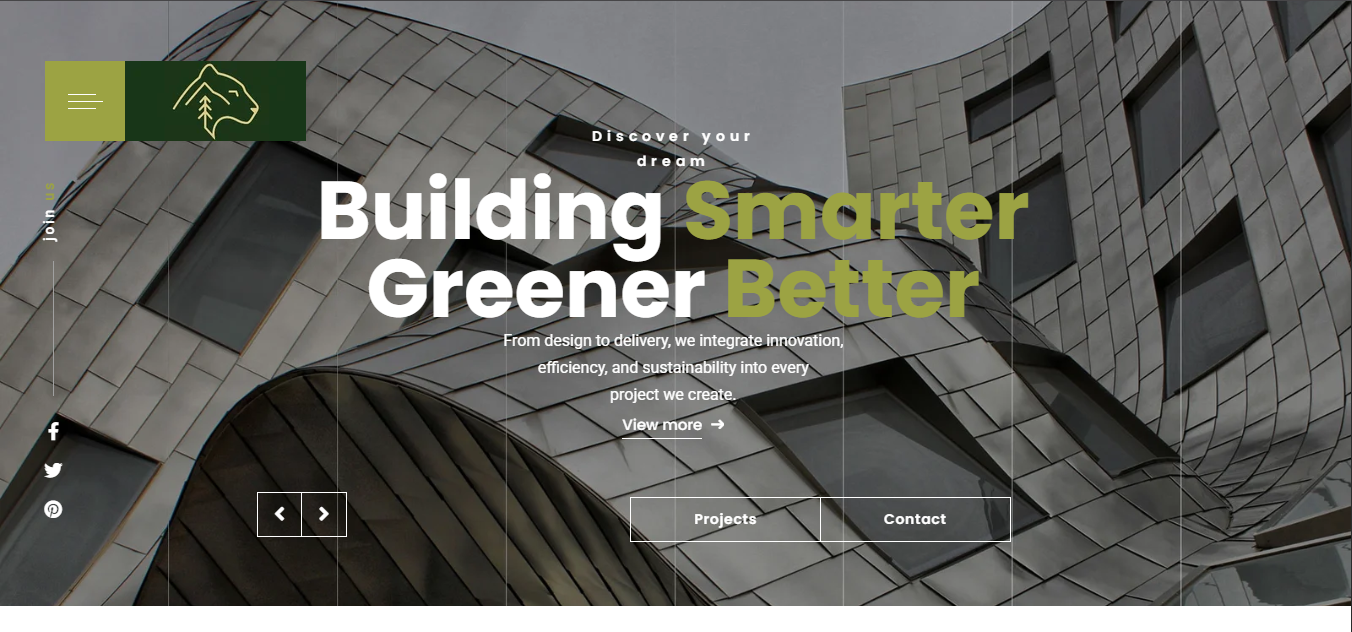 join us
Discover your
dream
Building Smarter
Greener Better
From design to delivery, we integrate innovation,
efficiency, and sustainability into every
project we create.
View more
Projects
Contact